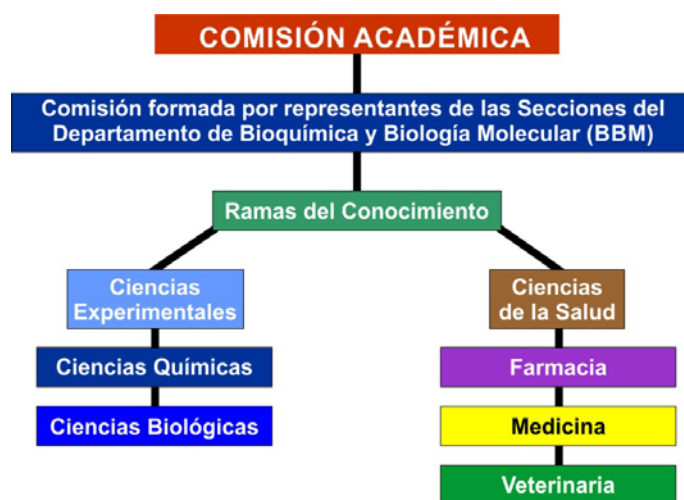 COMISIÓN ACADÉMICA
Comisión formada por representantes de las Secciones del
Departamento de Bioquímica y Biología Molecular (BBM)
Ramas del Conocimiento
Ciencias
Experimentales
Ciencias Químicas
Ciencias Biológicas
Ciencias
de la Salud
Farmacia
Medicina
Veterinaria